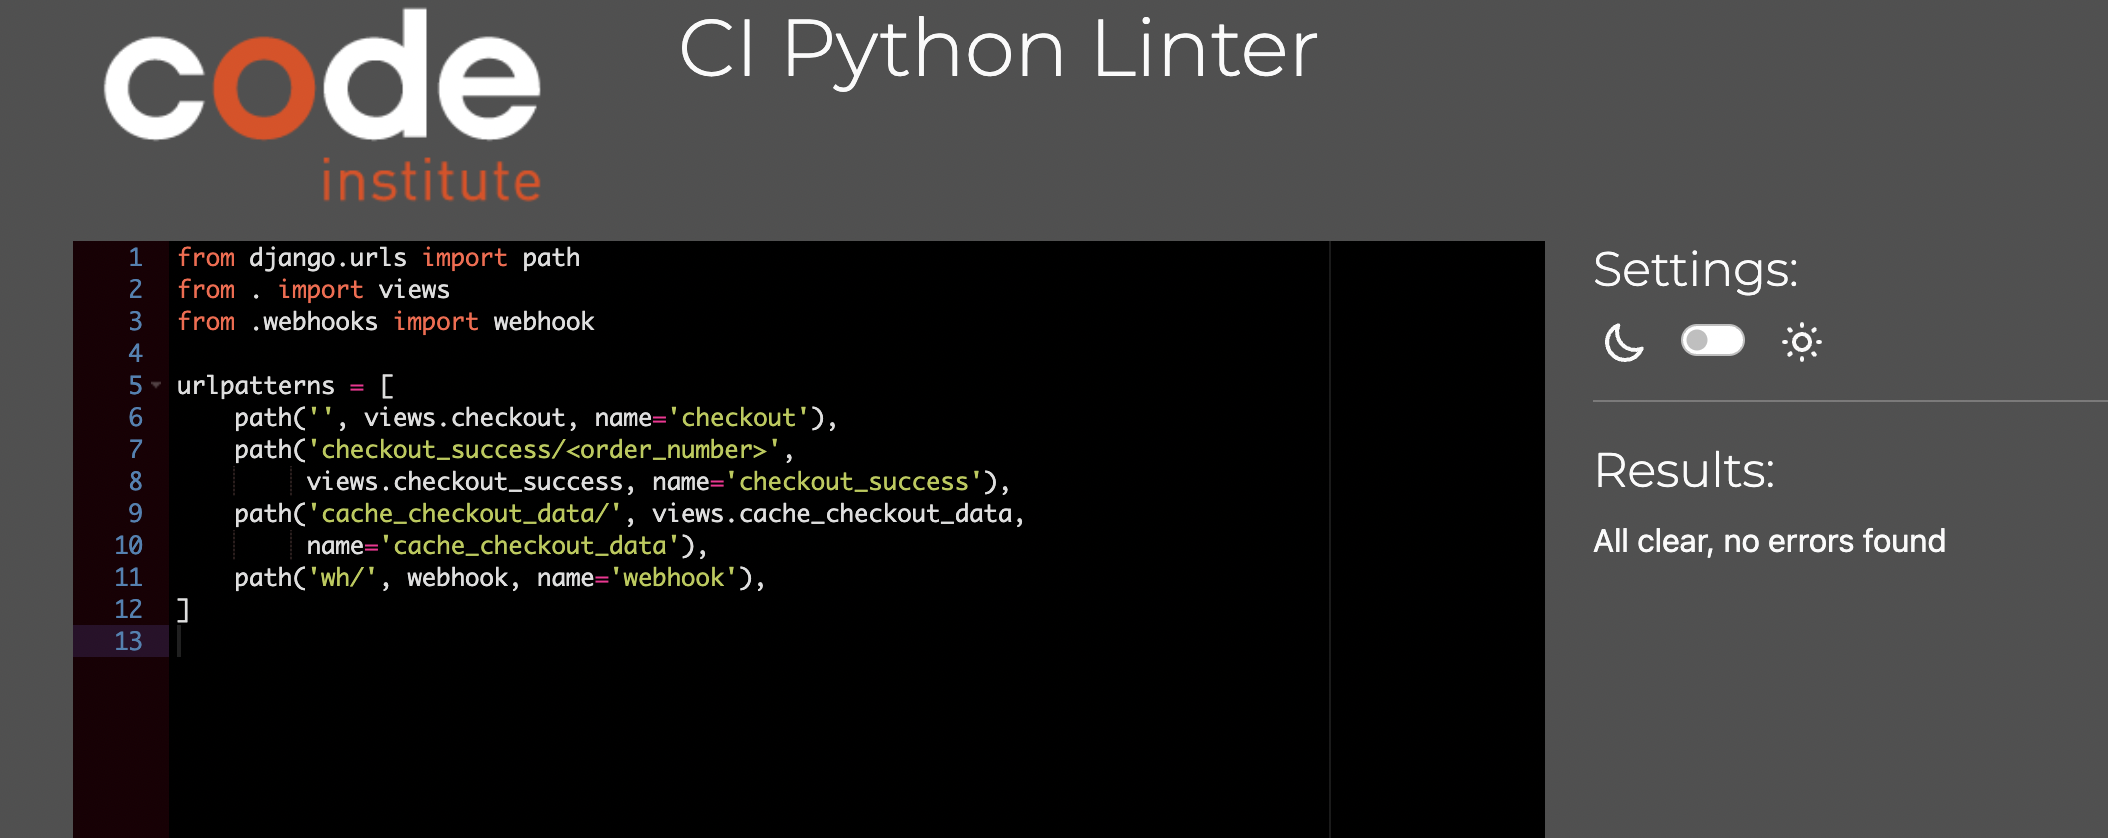 code
institute
CI Python Linter
1 from django.urls import path
2 from . import views
3 from .webhooks import webhook
4
5 urlpatterns = [
6     path('', views.checkout, name='checkout'),
7     path('checkout_success/<order_number>',
8          views.checkout_success, name='checkout_success'),
9     path('cache_checkout_data/', views.cache_checkout_data,
10          name='cache_checkout_data'),
11     path('wh/', webhook, name='webhook'),
12 ]
13
Settings:
Results:
All clear, no errors found